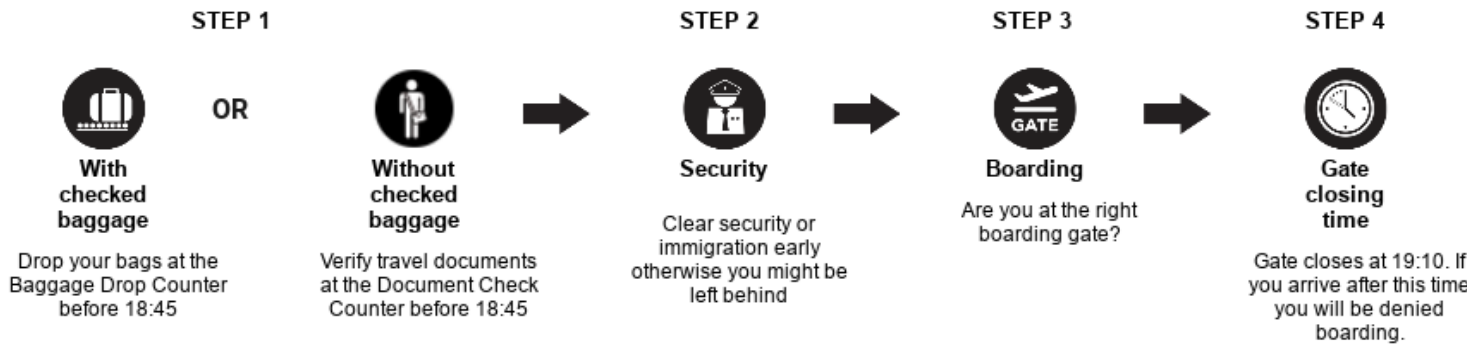 STEP 1
STEP 2
STEP 3
STEP 4
With
checked
baggage
Drop your bags at the
Baggage Drop Counter
before 18:45
OR
Without
checked
baggage
Verify travel documents
at the Document Check
Counter before 18:45
Security
Clear security or
immigration early
otherwise you might be
left behind
GATE
Boarding
Are you at the right
boarding gate?
Gate
closing
time
Gate closes at 19:10. If
you arrive after this time
you will be denied
boarding.